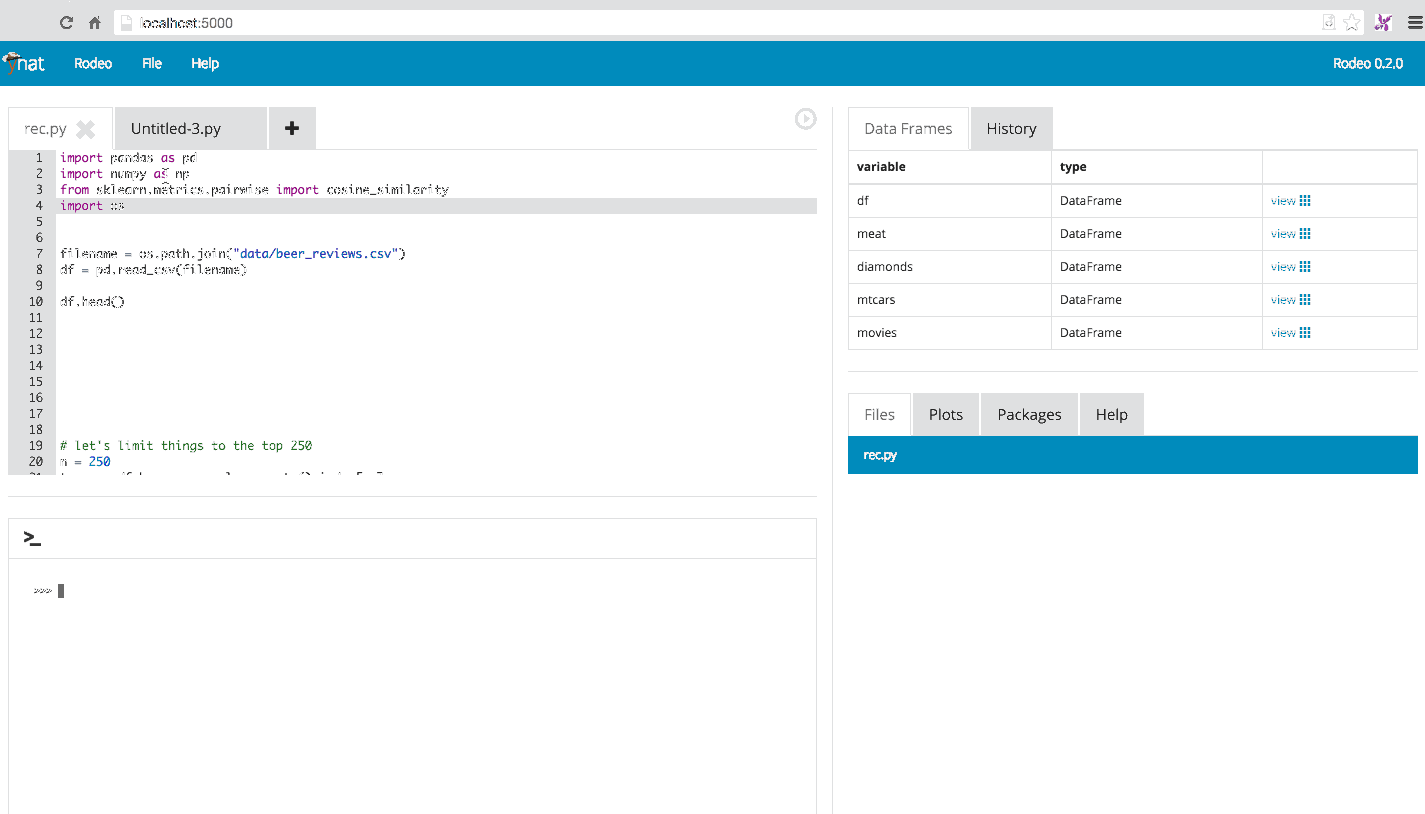 localhost:5000
yhat Rodeo File Help Rodeo 0.2.0
rec.py Untitled-3.py
1 import pandas as pd
2 import numpy as np
3 from sklearn.metrics.pairwise import cosine_similarity
4 import os
5
6
7 filename = os.path.join("data/beer_reviews.csv")
8 df = pd.read_csv(filename)
9
10 df.head()
11
12
13
14
15
16
17
18
19 # let's limit things to the top 250
20 n = 250
>_
>>>
Data Frames History
variable type
df DataFrame view
meat DataFrame view
diamonds DataFrame view
mtcars DataFrame view
movies DataFrame view
Files Plots Packages Help
rec.py